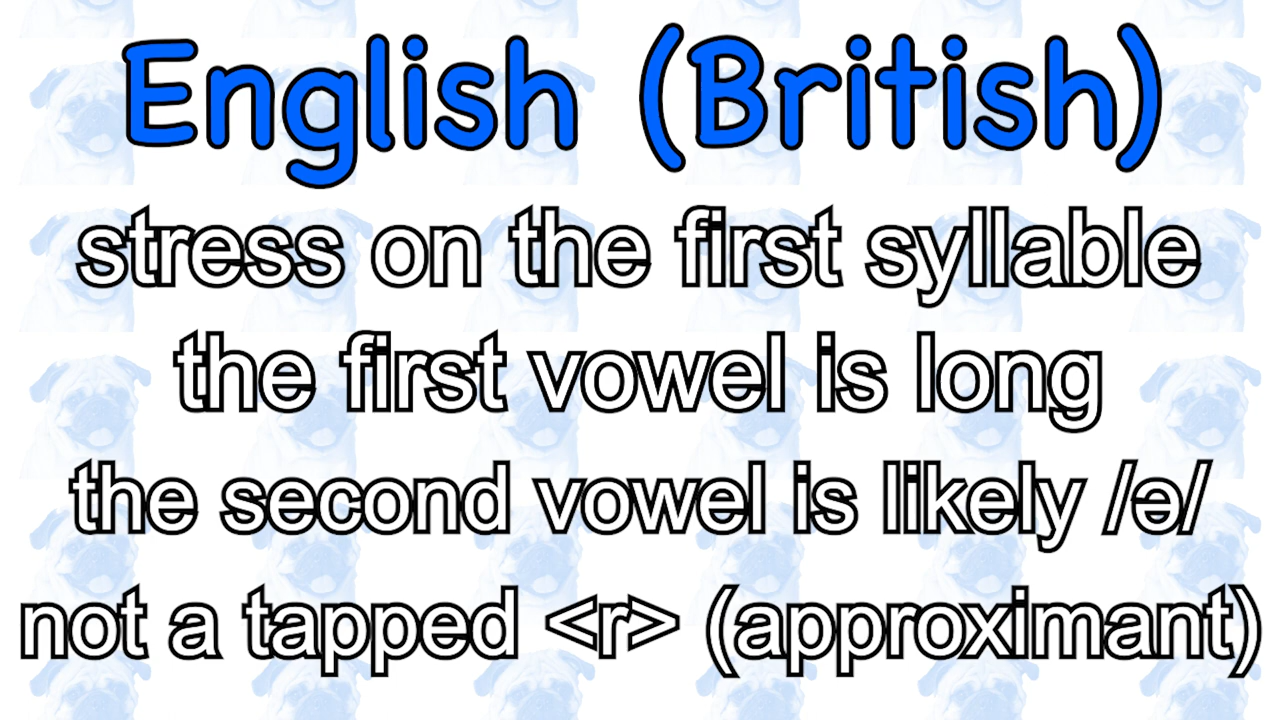 English (British)
stress on the first syllable
the first vowel is long
the second vowel is likely /ə/
not a tapped <r> (approximant)